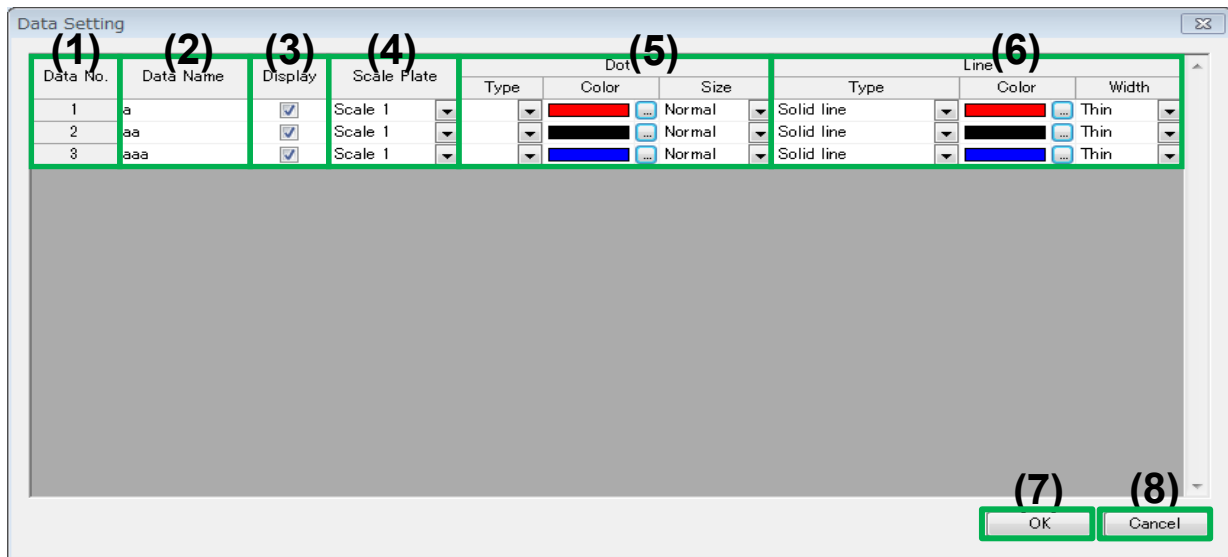 Data Setting
(1) (2) (3) (4) (5) (6)
Data No. Data Name Display Scale Plate Dot Line
Type Color Size Type Color Width
1 a Scale 1 ... Normal Solid line ... Thin
2 aa Scale 1 ... Normal Solid line ... Thin
3 aaa Scale 1 ... Normal Solid line ... Thin
(7) (8)
OK Cancel